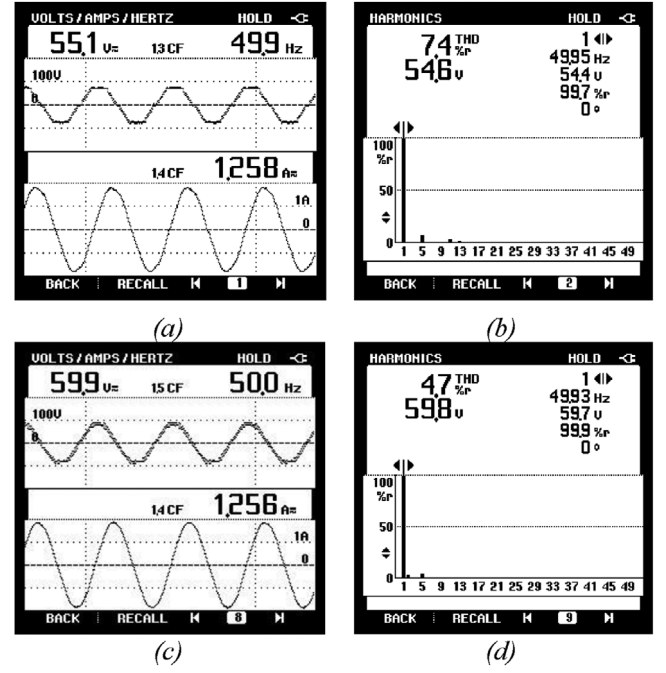 VOLTS / AMPS / HERTZ HOLD
55.1 V≂ 1.3 CF 49.9 Hz
100V
0
1.4 CF 1.258 A≂
1A
0
BACK RECALL 1
(a)
HARMONICS HOLD
7.4 THD %r 1
49.95 Hz
54.6 V 54.4 V
99.7 %r
0 °
100
%r
50
0
1 5 9 13 17 21 25 29 33 37 41 45 49
BACK RECALL 2
(b)
VOLTS / AMPS / HERTZ HOLD
59.9 V≂ 1.5 CF 50.0 Hz
100V
0
1.4 CF 1.256 A≂
1A
0
BACK RECALL 8
(c)
HARMONICS HOLD
4.7 THD %r 1
49.93 Hz
59.8 V 59.7 V
99.9 %r
0 °
100
%r
50
0
1 5 9 13 17 21 25 29 33 37 41 45 49
BACK RECALL 9
(d)